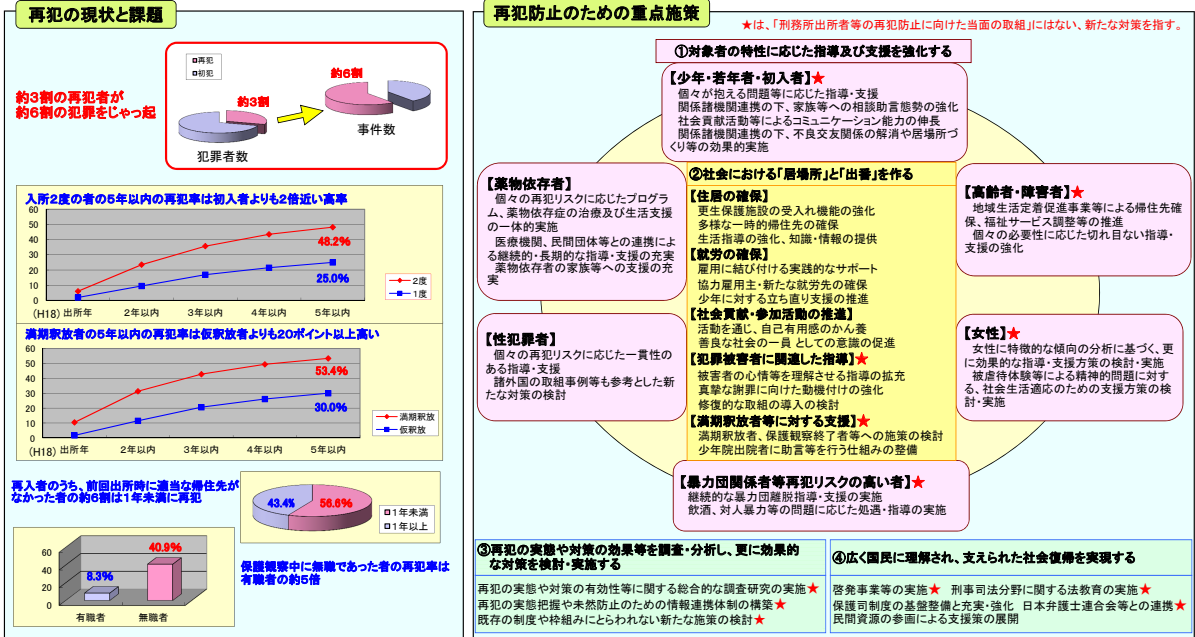 再犯の現状と課題
約3割の再犯者が
約6割の犯罪をじゃっ起
再犯
初犯
約3割
約6割
犯罪者数
事件数
入所2度の者の5年以内の再犯率は初入者よりも2倍近い高率
60
50
40
30
20
10
0
48.2%
25.0%
2度
1度
(H18) 出所年 2年以内 3年以内 4年以内 5年以内
満期釈放者の5年以内の再犯率は仮釈放者よりも20ポイント以上高い
60
50
40
30
20
10
0
53.4%
30.0%
満期釈放
仮釈放
(H18) 出所年 2年以内 3年以内 4年以内 5年以内
再入者のうち、前回出所時に適当な帰住先が
なかった者の約6割は1年未満に再犯
43.4%
56.6%
1年未満
1年以上
60
40
20
0
8.3%
40.9%
有職者 無職者
保護観察中に無職であった者の再犯率は
有職者の約5倍
再犯防止のための重点施策
★は、「刑務所出所者等の再犯防止に向けた当面の取組」にはない、新たな対策を指す。
①対象者の特性に応じた指導及び支援を強化する
【少年・若年者・初入者】★
個々が抱える問題等に応じた指導・支援
関係諸機関連携の下、家族等への相談助言態勢の強化
社会貢献活動等によるコミュニケーション能力の伸長
関係諸機関連携の下、不良交友関係の解消や居場所づ
くり等の効果的実施
【薬物依存者】
個々の再犯リスクに応じたプログラ
ム、薬物依存症の治療及び生活支援
の一体的実施
医療機関、民間団体等との連携によ
る継続的・長期的な指導・支援の充実
薬物依存者の家族等への支援の充
実
【性犯罪者】
個々の再犯リスクに応じた一貫性の
ある指導・支援
諸外国の取組事例等も参考とした新
たな対策の検討
②社会における「居場所」と「出番」を作る
【住居の確保】
更生保護施設の受入れ機能の強化
多様な一時的帰住先の確保
生活指導の強化、知識・情報の提供
【就労の確保】
雇用に結び付ける実践的なサポート
協力雇用主・新たな就労先の確保
少年に対する立ち直り支援の推進
【社会貢献・参加活動の推進】
活動を通じ、自己有用感のかん養
善良な社会の一員としての意識の促進
【犯罪被害者に関連した指導】★
被害者の心情等を理解させる指導の拡充
真摯な謝罪に向けた動機付けの強化
修復的な取組の導入の検討
【満期釈放者等に対する支援】★
満期釈放者、保護観察終了者等への施策の検討
少年院出院者に助言等を行う仕組みの整備
【高齢者・障害者】★
地域生活定着促進事業等による帰住先確
保、福祉サービス調整等の推進
個々の必要性に応じた切れ目ない指導・
支援の強化
【女性】★
女性に特徴的な傾向の分析に基づく、更
に効果的な指導・支援方策の検討・実施
被虐待体験等による精神的問題に対す
る、社会生活適応のための支援方策の検
討・実施
【暴力団関係者等再犯リスクの高い者】★
継続的な暴力団離脱指導・支援の実施
飲酒、対人暴力等の問題に応じた処遇・指導の実施
③再犯の実態や対策の効果等を調査・分析し、更に効果的
な対策を検討・実施する
再犯の実態や対策の有効性等に関する総合的な調査研究の実施★
再犯の実態把握や未然防止のための情報連携体制の構築★
既存の制度や枠組みにとらわれない新たな施策の検討★
④広く国民に理解され、支えられた社会復帰を実現する
啓発事業等の実施★ 刑事司法分野に関する法教育の実施★
保護司制度の基盤整備と充実・強化 日本弁護士連合会等との連携★
民間資源の参画による支援策の展開